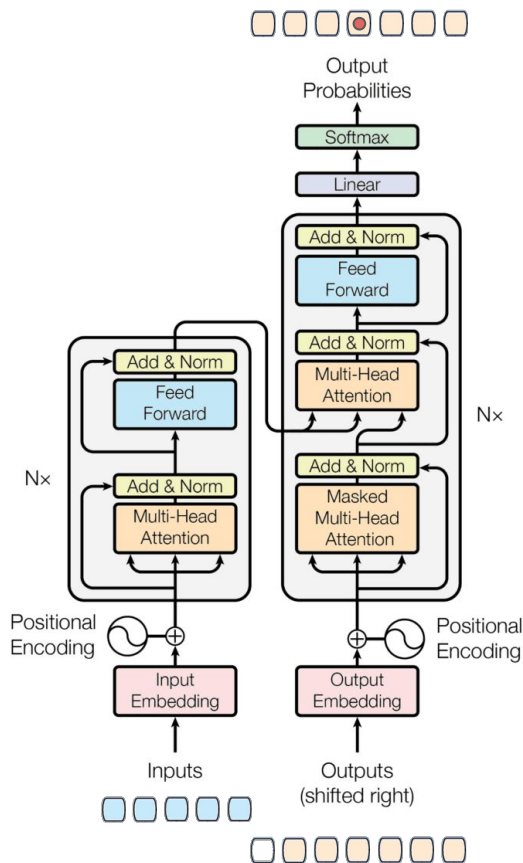 Output
Probabilities
Softmax
Linear
Add & Norm
Feed
Forward
Add & Norm
Multi-Head
Attention
Add & Norm
Masked
Multi-Head
Attention
N×
Add & Norm
Feed
Forward
Add & Norm
Multi-Head
Attention
N×
Positional
Encoding
Positional
Encoding
Input
Embedding
Output
Embedding
Inputs
Outputs
(shifted right)